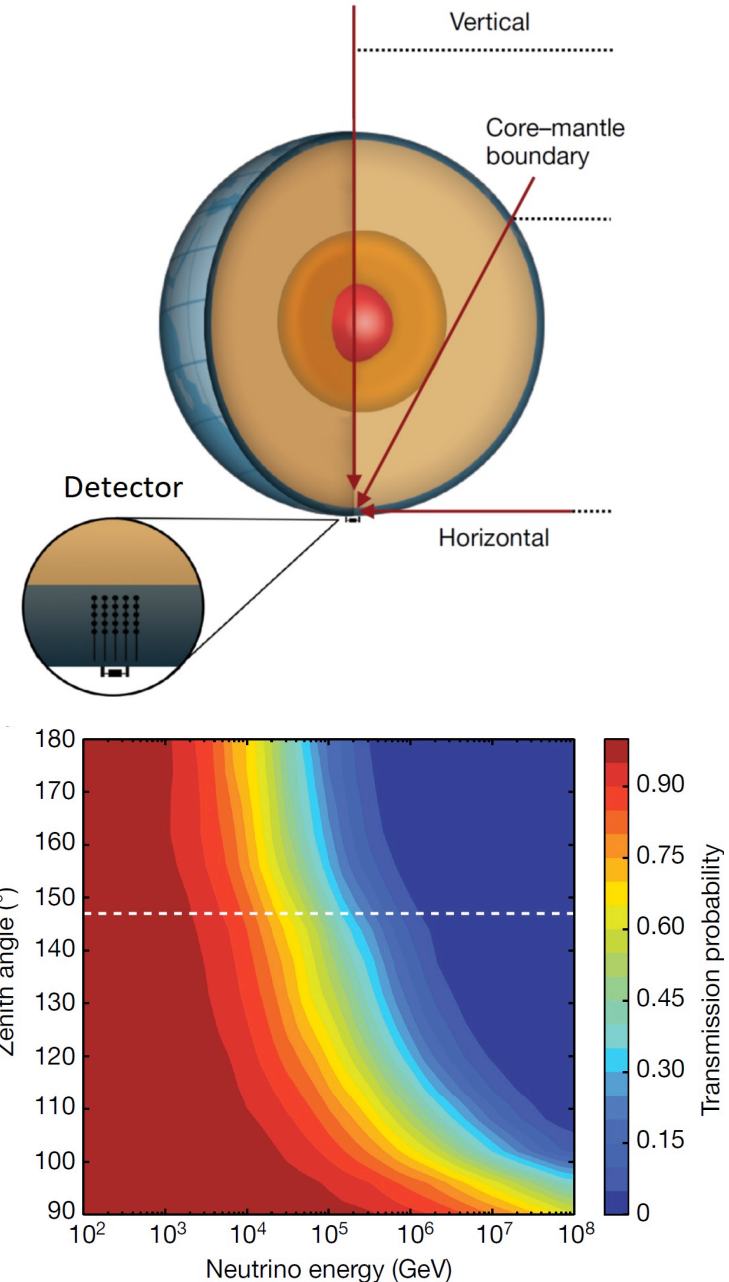 Vertical
Core–mantle
boundary
Detector
Horizontal
180
170
160
150
140
130
120
110
100
90
Zenith angle (°)
10² 10³ 10⁴ 10⁵ 10⁶ 10⁷ 10⁸
Neutrino energy (GeV)
0.90
0.75
0.60
0.45
0.30
0.15
0
Transmission probability